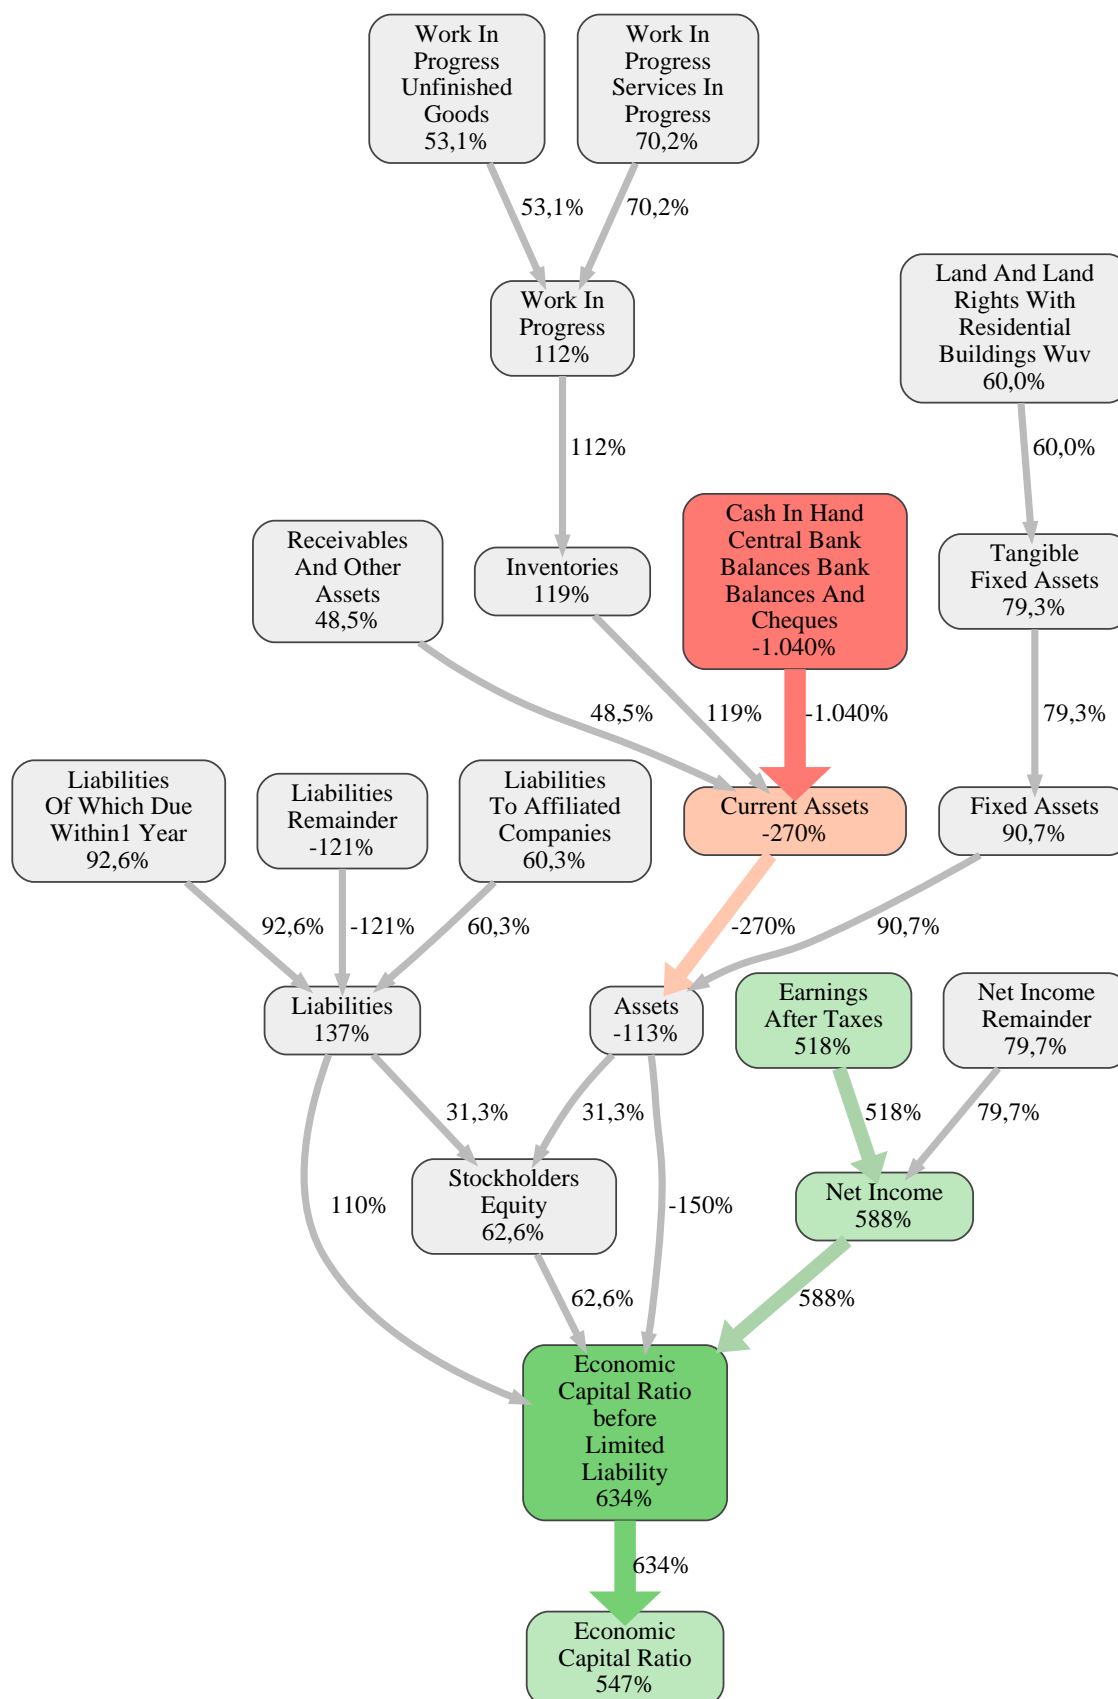 Work In
Progress
Unfinished
Goods
53,1%
Work In
Progress
Services In
Progress
70,2%
53,1%
70,2%
Work In
Progress
112%
Land And Land
Rights With
Residential
Buildings Wuv
60,0%
112%
60,0%
Receivables
And Other
Assets
48,5%
Inventories
119%
Cash In Hand
Central Bank
Balances Bank
Balances And
Cheques
-1.040%
Tangible
Fixed Assets
79,3%
48,5%
119%
-1.040%
79,3%
Liabilities
Of Which Due
Within1 Year
92,6%
Liabilities
Remainder
-121%
Liabilities
To Affiliated
Companies
60,3%
Current Assets
-270%
Fixed Assets
90,7%
92,6%
-121%
60,3%
-270%
90,7%
Liabilities
137%
Assets
-113%
Earnings
After Taxes
518%
Net Income
Remainder
79,7%
31,3%
31,3%
518%
79,7%
Stockholders
Equity
62,6%
Net Income
588%
110%
-150%
62,6%
588%
Economic
Capital Ratio
before
Limited
Liability
634%
634%
Economic
Capital Ratio
547%